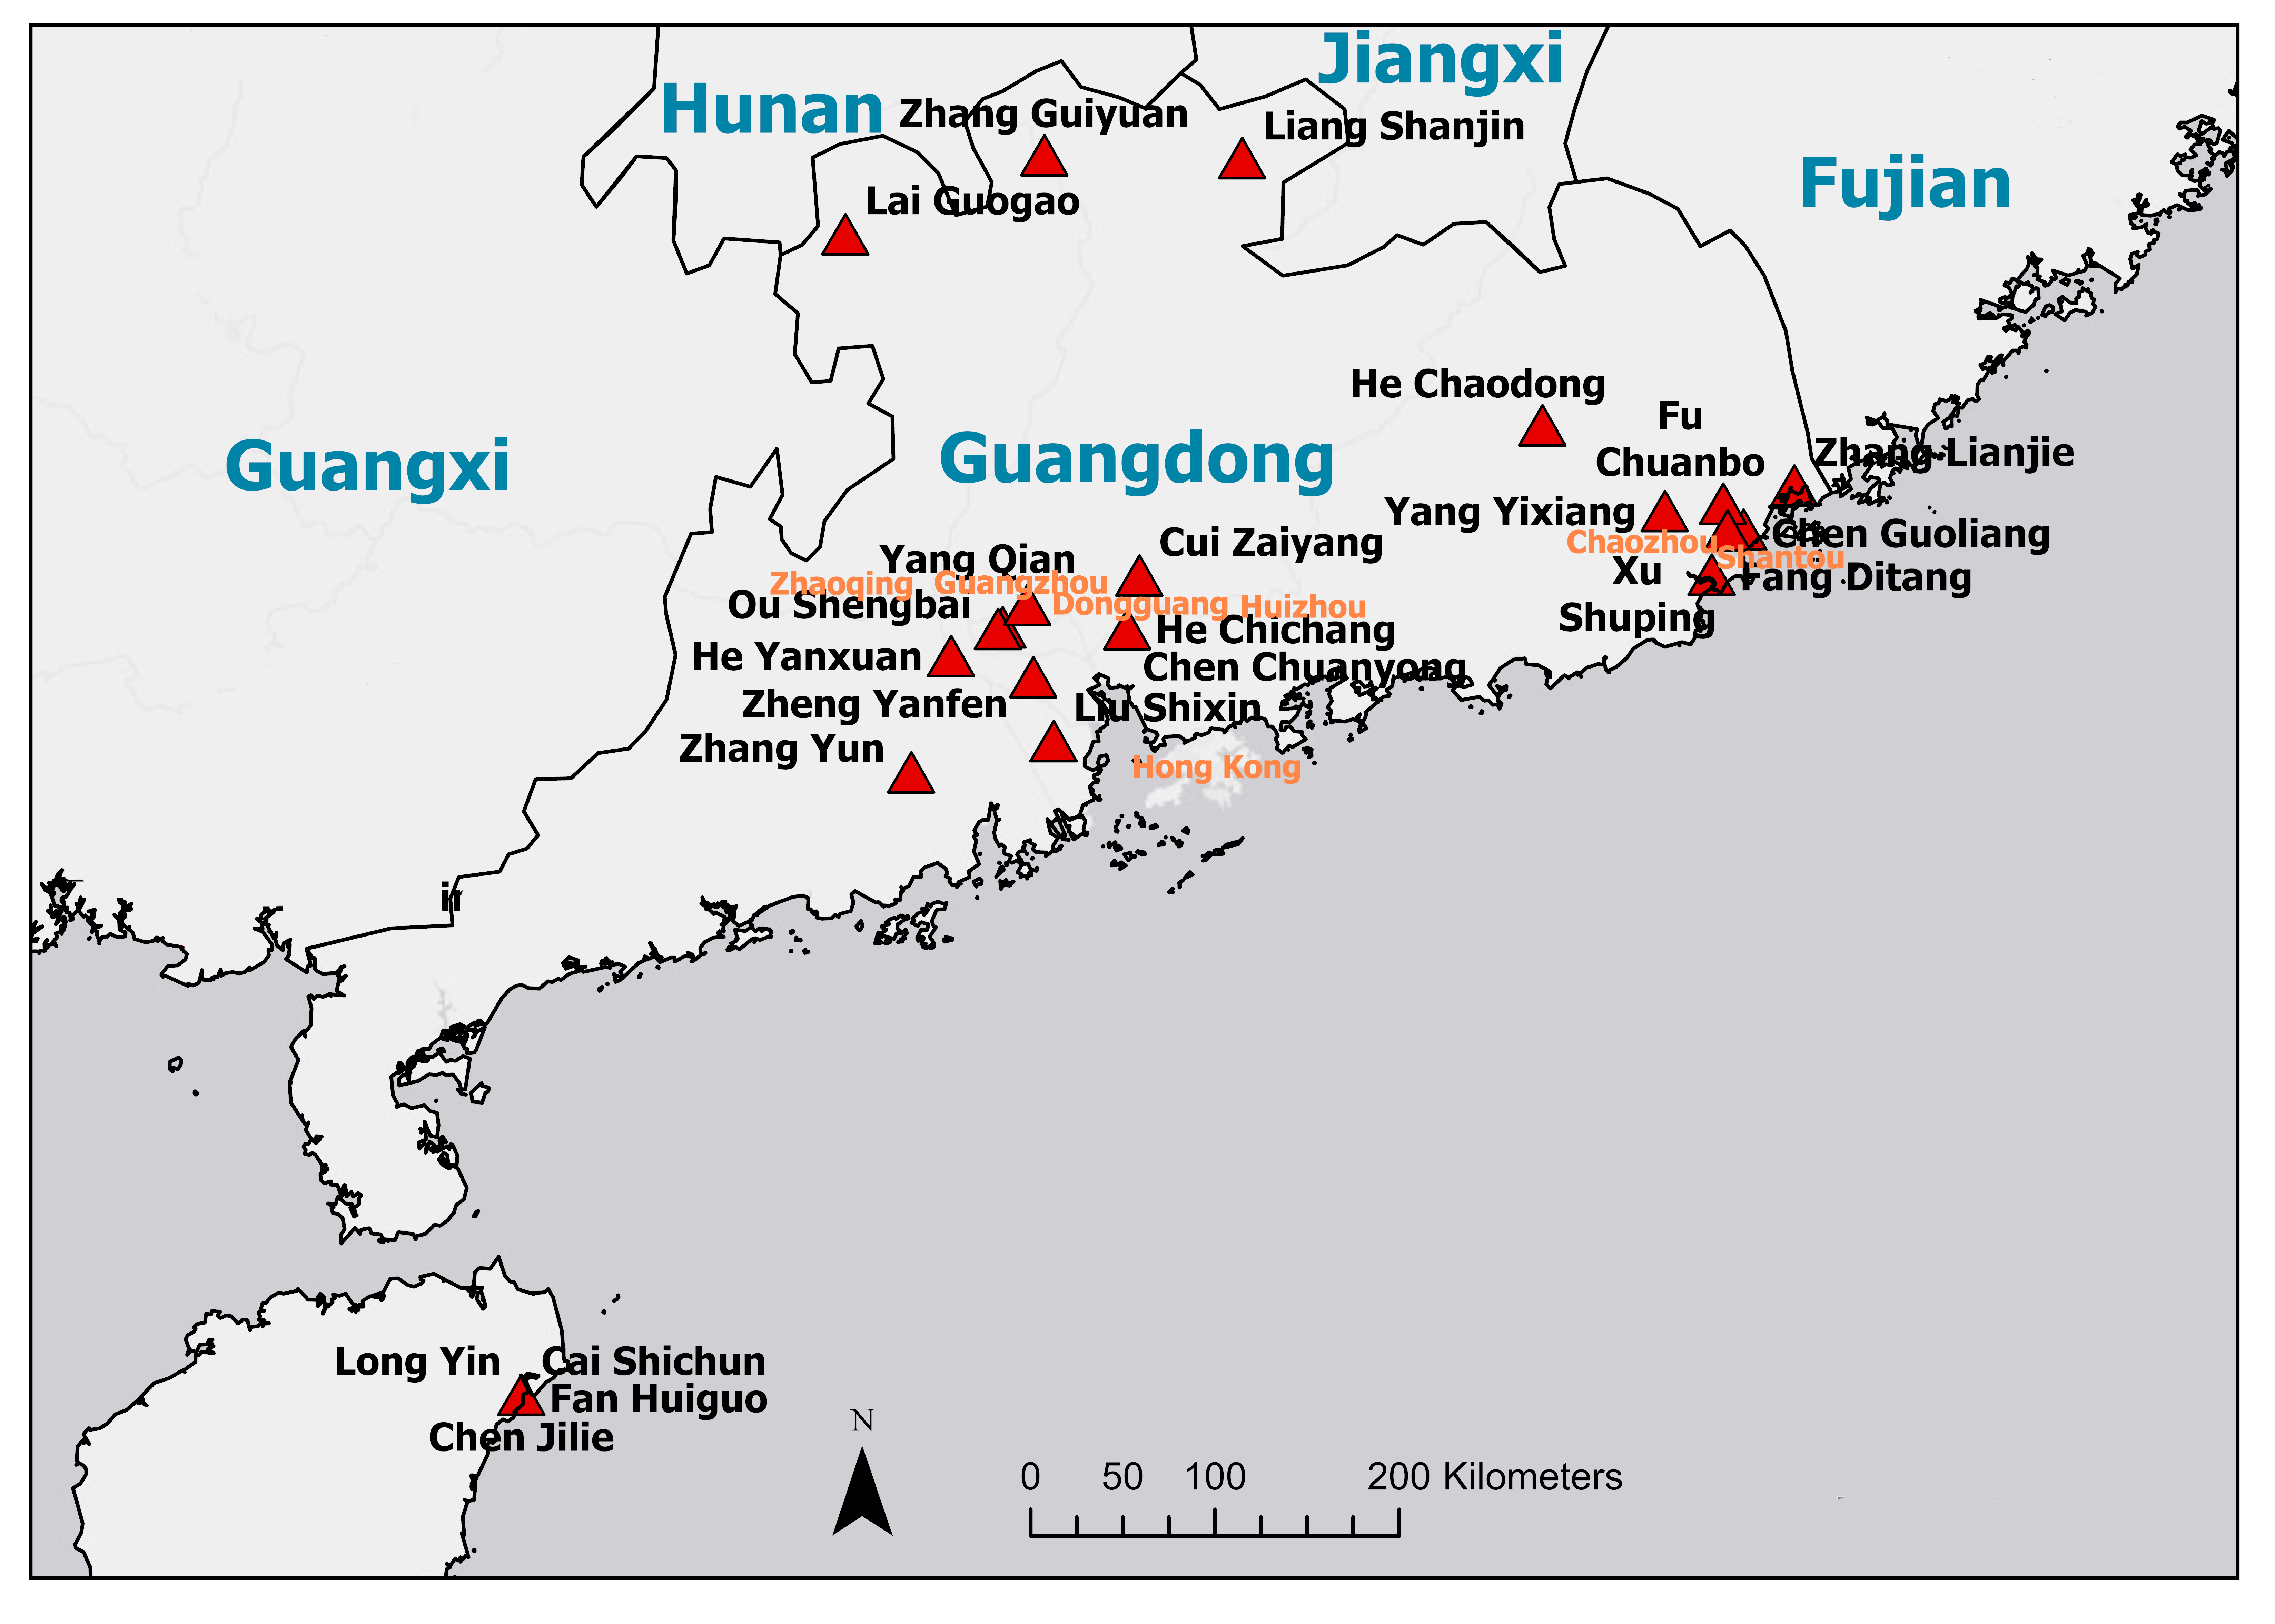 Jiangxi
Hunan
Zhang Guiyuan
Liang Shanjin
Fujian
Lai Guogao
He Chaodong
Fu
Chuanbo
Guangxi
Guangdong
Zhang Lianjie
Yang Yixiang
Chen Guoliang
Chaozhou
Shantou
Cui Zaiyang
Yang Qian
Zhaoqing
Guangzhou
Xu
Shuping
Fang Ditang
Ou Shengbai
Dongguang
Huizhou
He Chichang
He Yanxuan
Chen Chuanyong
Zheng Yanfen
Liu Shixin
Zhang Yun
Hong Kong
Long Yin
Cai Shichun
Fan Huiguo
Chen Jilie
N
0 50 100 200 Kilometers